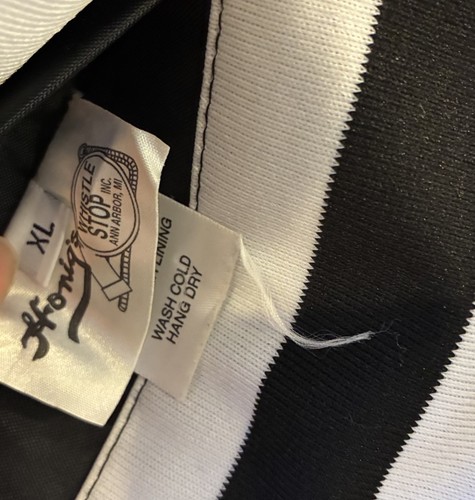 Honig's
WHISTLE
STOP INC.
ANN ARBOR, MI
XL
LINING
WASH COLD
HANG DRY